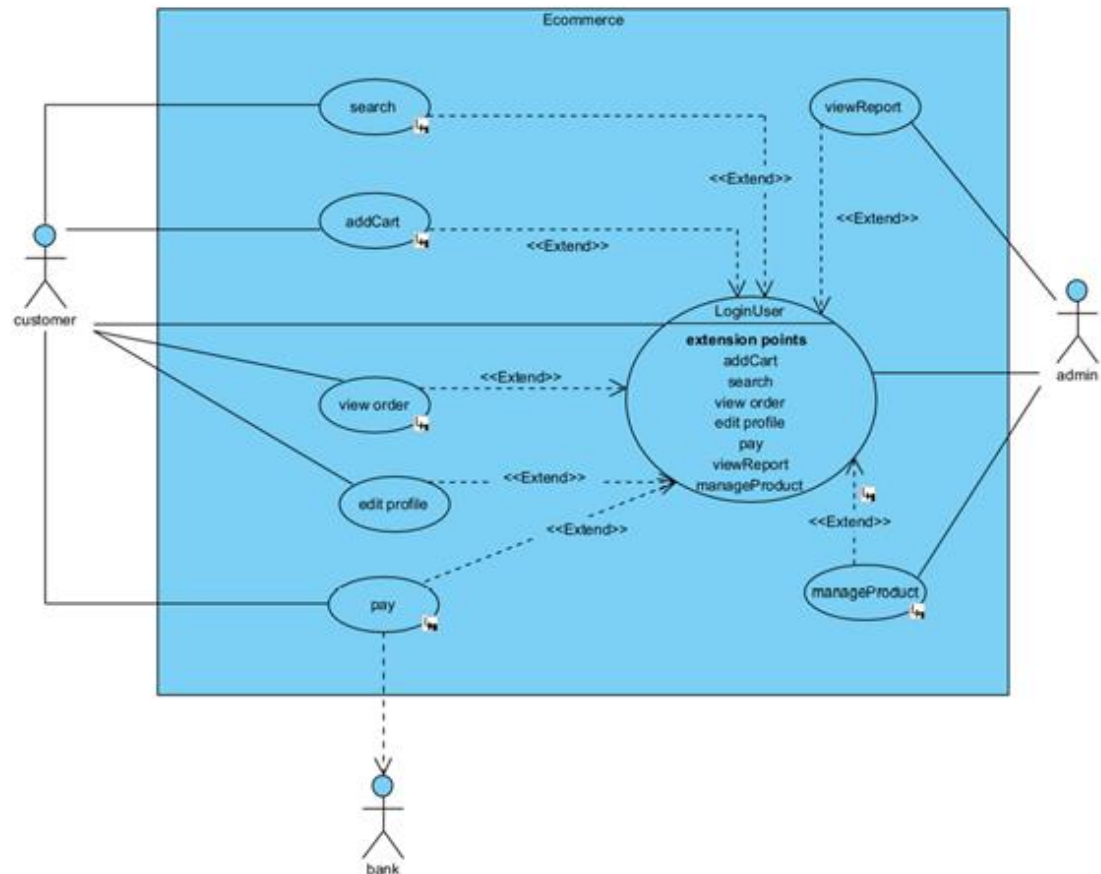 Ecommerce
search
viewReport
<<Extend>>
<<Extend>>
addCart
<<Extend>>
customer
LoginUser
extension points
addCart
search
view order
edit profile
pay
viewReport
manageProduct
admin
<<Extend>>
view order
<<Extend>>
edit profile
<<Extend>>
<<Extend>>
manageProduct
pay
bank